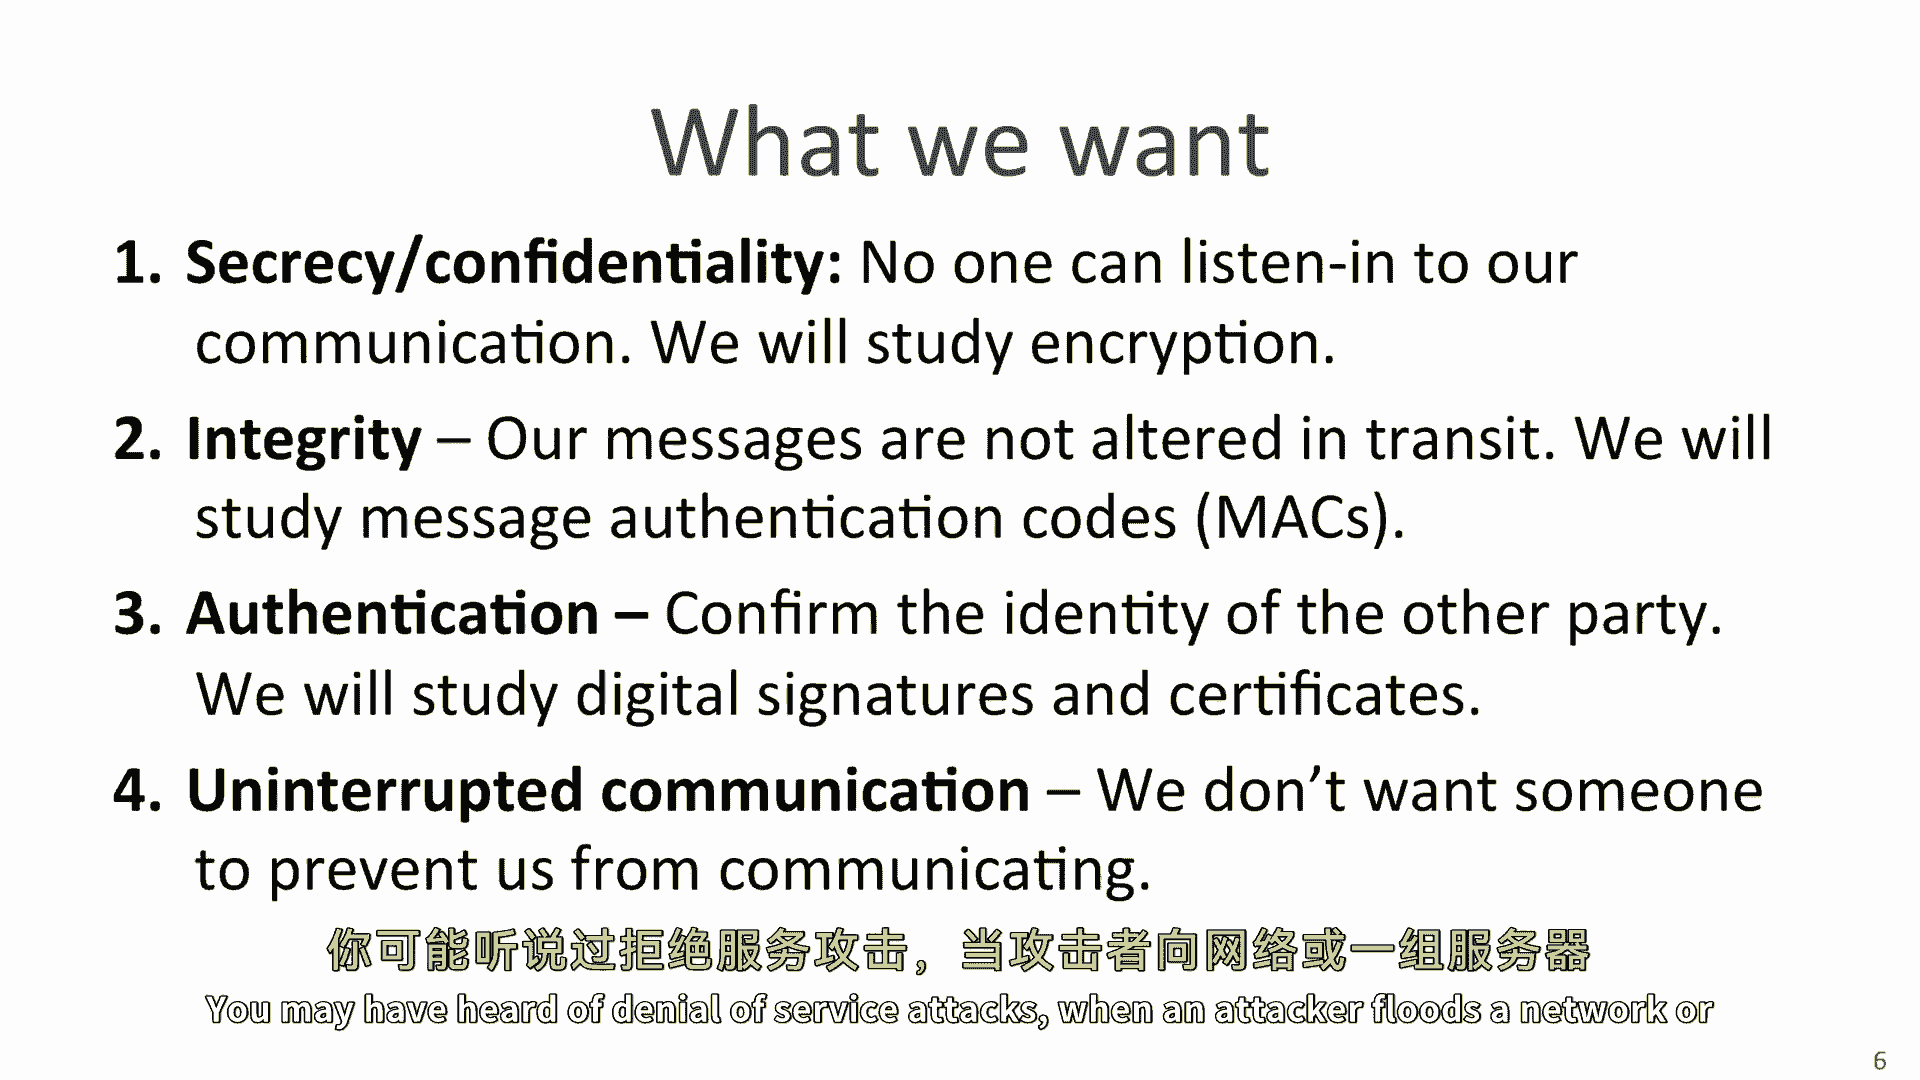 What we want
1. Secrecy/confidentiality: No one can listen-in to our
communication. We will study encryption.
2. Integrity – Our messages are not altered in transit. We will
study message authentication codes (MACs).
3. Authentication – Confirm the identity of the other party.
We will study digital signatures and certificates.
4. Uninterrupted communication – We don’t want someone
to prevent us from communicating.
你可能听说过拒绝服务攻击，当攻击者向网络或一组服务器
You may have heard of denial of service attacks, when an attacker floods a network or
6